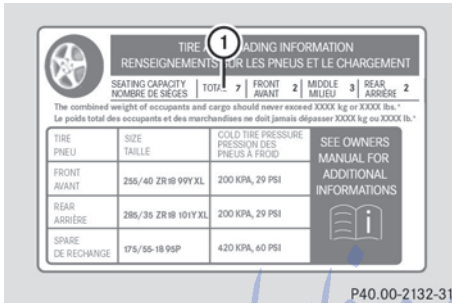 1
TIRE A ADING INFORMATION
RENSEIGNEMENTS SUR LES PNEUS ET LE CHARGEMENT
SEATING CAPACITY TOTAL 7 FRONT 2 MIDDLE 3 REAR 2
NOMBRE DE SIÈGES AVANT MILIEU ARRIÈRE
The combined weight of occupants and cargo should never exceed XXXX kg or XXXX lbs.*
Le poids total des occupants et des marchandises ne doit jamais dépasser XXXX kg ou XXXX lb.*
TIRE SIZE COLD TIRE PRESSURE
PNEU TAILLE PRESSION DES
PNEUS À FROID
SEE OWNERS
MANUAL FOR
ADDITIONAL
INFORMATIONS
FRONT
AVANT
255/40 ZR18 99Y XL 200 KPA, 29 PSI
REAR
ARRIÈRE
285/35 ZR18 101Y XL 200 KPA, 29 PSI
SPARE
DE RECHANGE
175/55-18 95P 420 KPA, 60 PSI
i
P40.00-2132-31